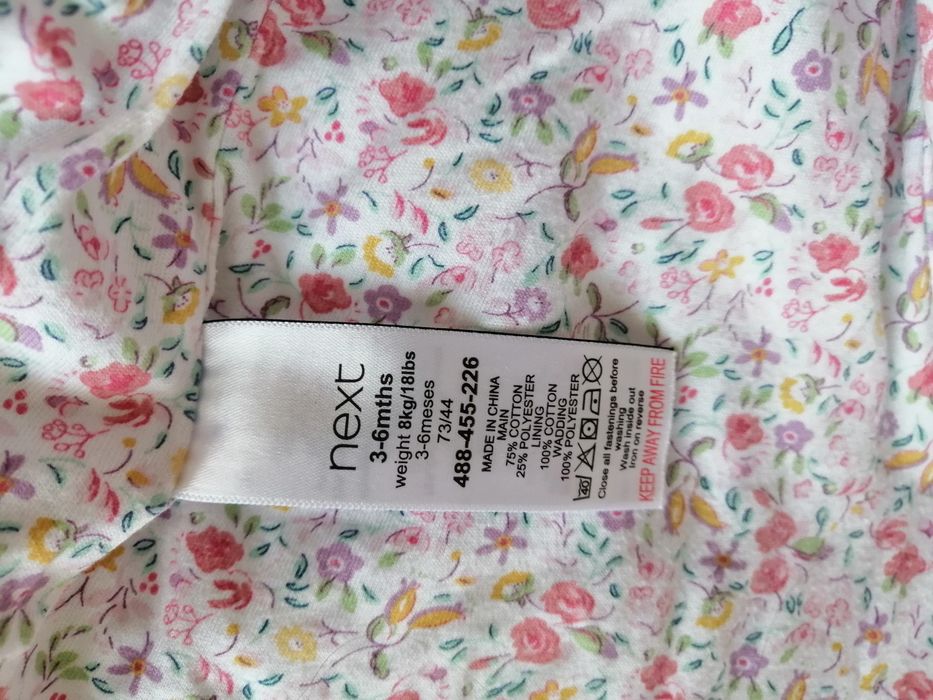 next
3-6mths
weight 8kg/18lbs
3-6meses
73/44
488-455-226
MADE IN CHINA
MAIN
75% COTTON
25% POLYESTER
LINING
100% COTTON
WADDING
100% POLYESTER
40
Close all fastenings before
washing
Wash inside out
Iron on reverse
KEEP AWAY FROM FIRE